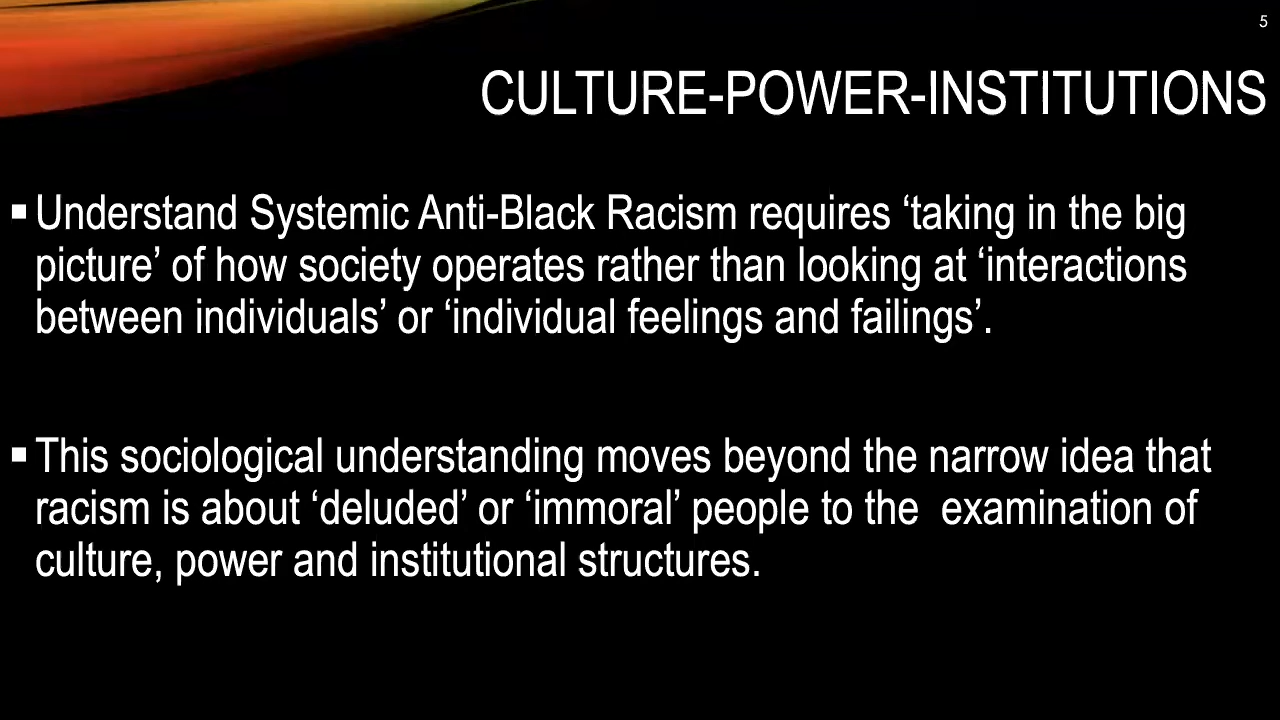 5
CULTURE-POWER-INSTITUTIONS
▪Understand Systemic Anti-Black Racism requires ‘taking in the big
picture’ of how society operates rather than looking at ‘interactions
between individuals’ or ‘individual feelings and failings’.
▪This sociological understanding moves beyond the narrow idea that
racism is about ‘deluded’ or ‘immoral’ people to the  examination of
culture, power and institutional structures.